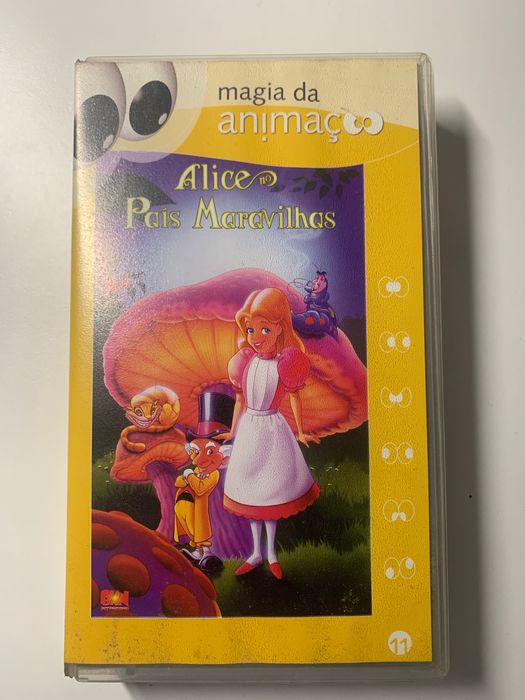 magia da
animação
Alice no
País Maravilhas
11